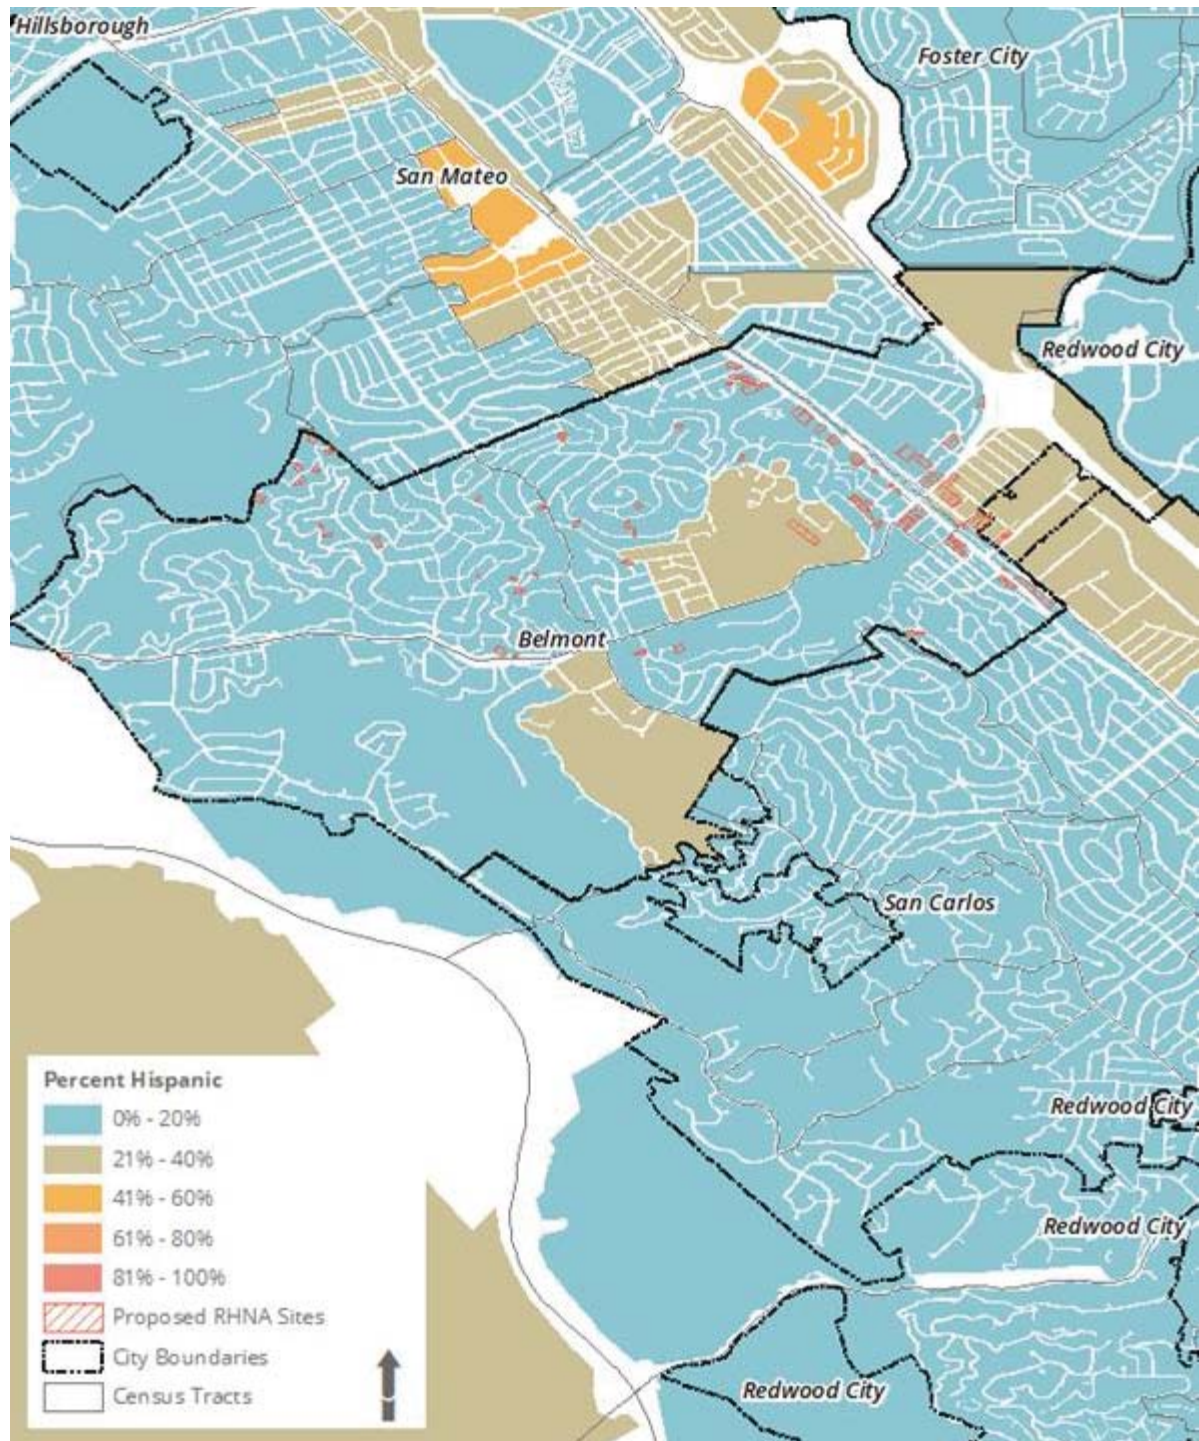 Hillsborough
Foster City
San Mateo
Redwood City
Belmont
San Carlos
Redwood City
Redwood City
Redwood City
Percent Hispanic
0% - 20%
21% - 40%
41% - 60%
61% - 80%
81% - 100%
Proposed RHNA Sites
City Boundaries
Census Tracts